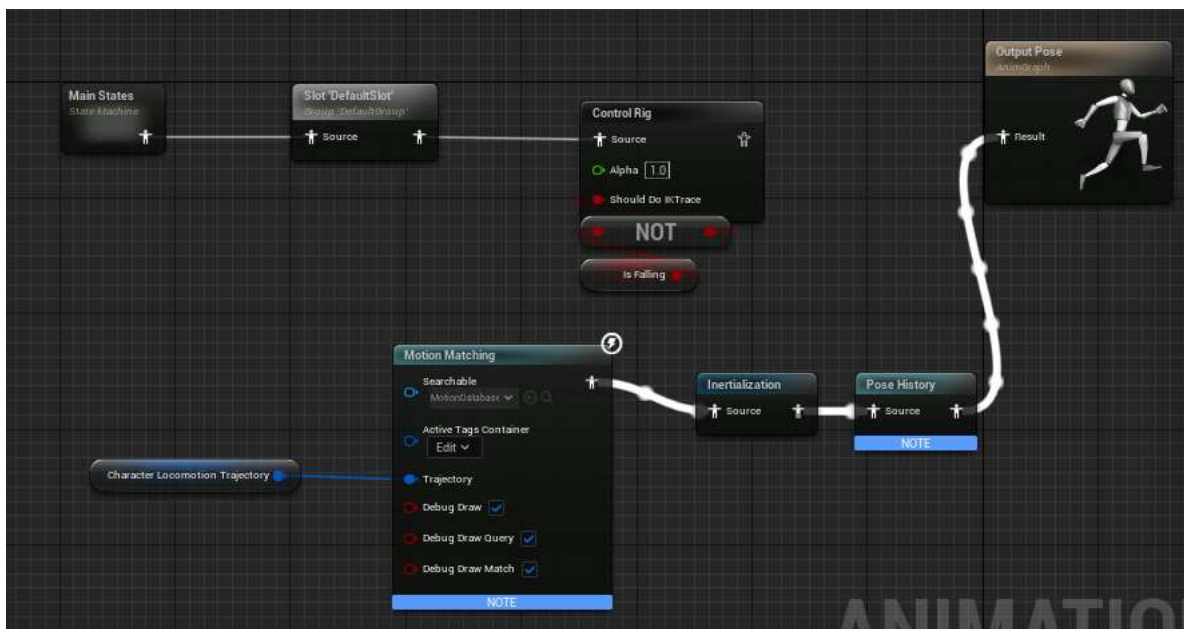 Output Pose
AnimGraph
Main States
State Machine
Slot 'DefaultSlot'
Group 'DefaultGroup'
Control Rig
Source
Source
Result
Alpha 1.0
Should Do IKTrace
NOT
Is Falling
Motion Matching
Searchable
MotionDatabase
Inertialization
Pose History
Source
Source
Active Tags Container
Edit
NOTE
Character Locomotion Trajectory
Trajectory
Debug Draw
Debug Draw Query
Debug Draw Match
NOTE
ANIMATIO